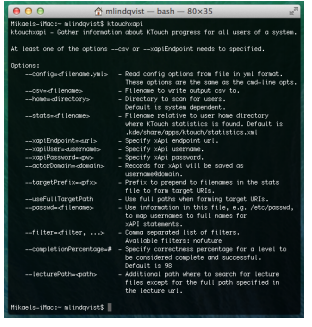 mlindqvist — bash — 80×35
Mikaels-iMac:~ mlindqvist$ ktouchxapi
ktouchxapi - Gather information about KTouch progress for all users of a system.
At least one of the options --csv or --xapiEndpoint needs to specified.
Options:
--config=<filename.yml> - Read config options from file in yml format.
These options are the same as the cmd-line opts.
--csv=<filename> - Filename to write output csv to.
--home=<directory> - Directory to scan for users.
Default is system dependent.
--stats=<filename> - Filename relative to user home directory
where KTouch statistics is found. Default is
.kde/share/apps/ktouch/statistics.xml
--xapiEndpoint=<url> - Specify xApi endpoint url.
--xapiUser=<username> - Specify xApi username.
--xapiPassword=<pw> - Specify xApi password.
--actorDomain=<domain> - Records for xApi will be saved as
username@domain.
--targetPrefix=<pfx> - Prefix to prepend to filenames in the stats
file to form target URIs.
--useFullTargetPath - Use full paths when forming target URIs.
--passwd=<filename> - Use information in this file, e.g. /etc/passwd,
to map usernames to full names for
xAPI statements.
--filter=<filter, ...> - Comma separated list of filters.
Available filters: nofuture
--completionPercentage=# - Specify correctness percentage for a level to
be considered complete and successful.
Default is 98
--lecturePath=<path> - Additional path where to search for lecture
files except for the full path specified in
the lecture url.
Mikaels-iMac:~ mlindqvist$